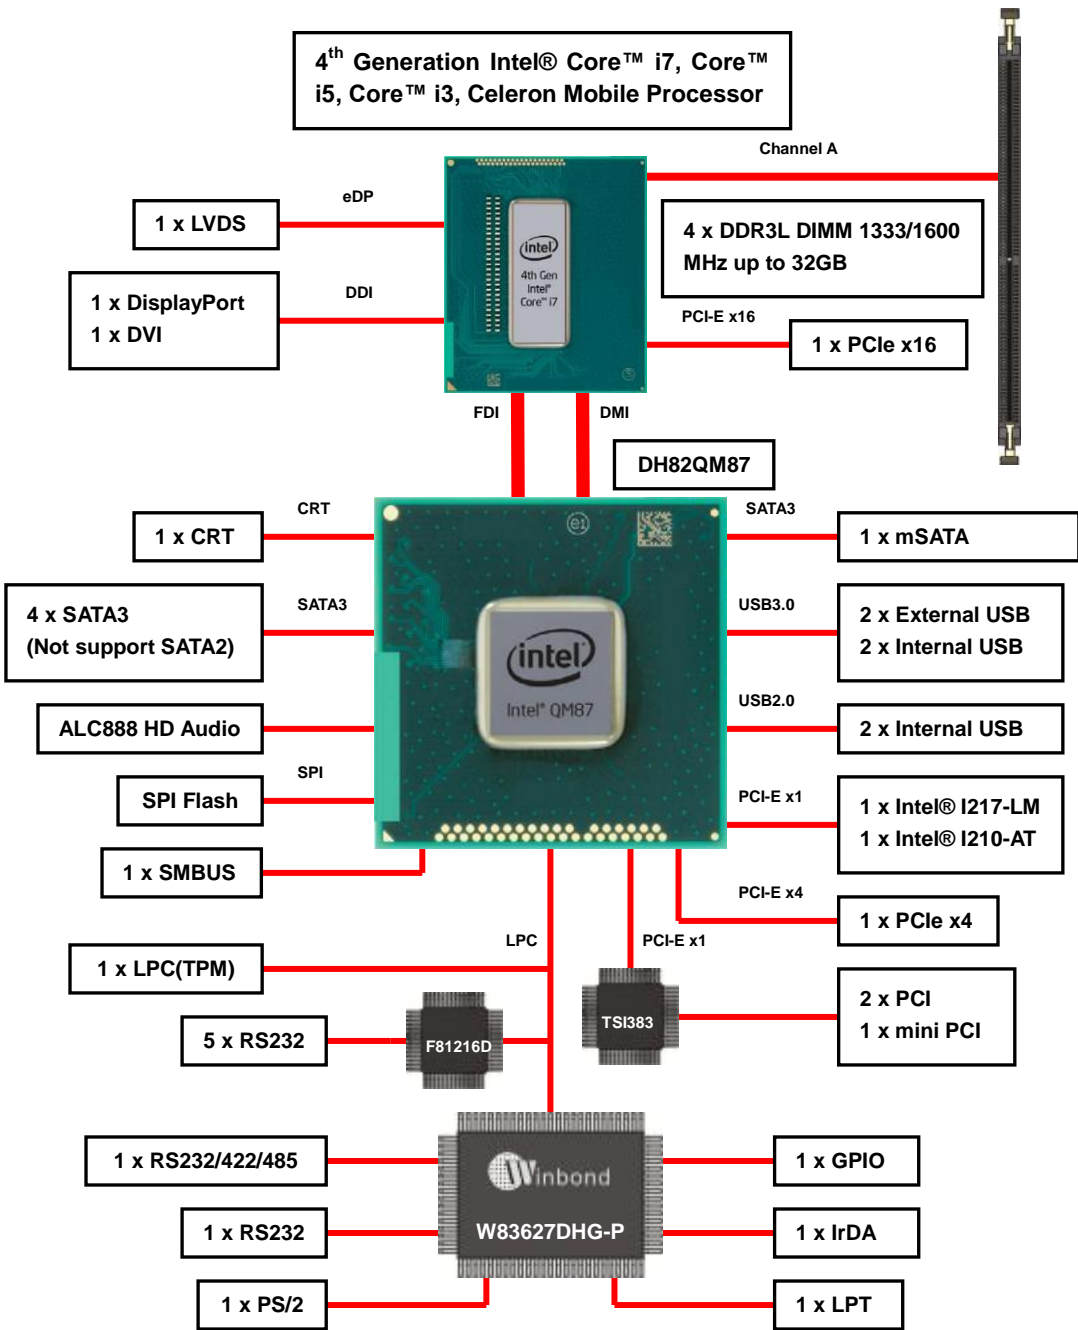 4th Generation Intel® Core™ i7, Core™
i5, Core™ i3, Celeron Mobile Processor
Channel A
eDP
1 x LVDS
intel
4th Gen
Intel®
Core™ i7
4 x DDR3L DIMM 1333/1600
MHz up to 32GB
DDI
1 x DisplayPort
1 x DVI
PCI-E x16
1 x PCIe x16
FDI
DMI
DH82QM87
CRT
1 x CRT
e1
SATA3
1 x mSATA
SATA3
4 x SATA3
(Not support SATA2)
intel
Intel® QM87
USB3.0
2 x External USB
2 x Internal USB
USB2.0
2 x Internal USB
ALC888 HD Audio
SPI
SPI Flash
PCI-E x1
1 x Intel® I217-LM
1 x Intel® I210-AT
1 x SMBUS
PCI-E x4
1 x PCIe x4
LPC
PCI-E x1
1 x LPC(TPM)
TSI383
2 x PCI
1 x mini PCI
5 x RS232
F81216D
1 x RS232/422/485
Winbond
W83627DHG-P
1 x GPIO
1 x RS232
1 x IrDA
1 x PS/2
1 x LPT